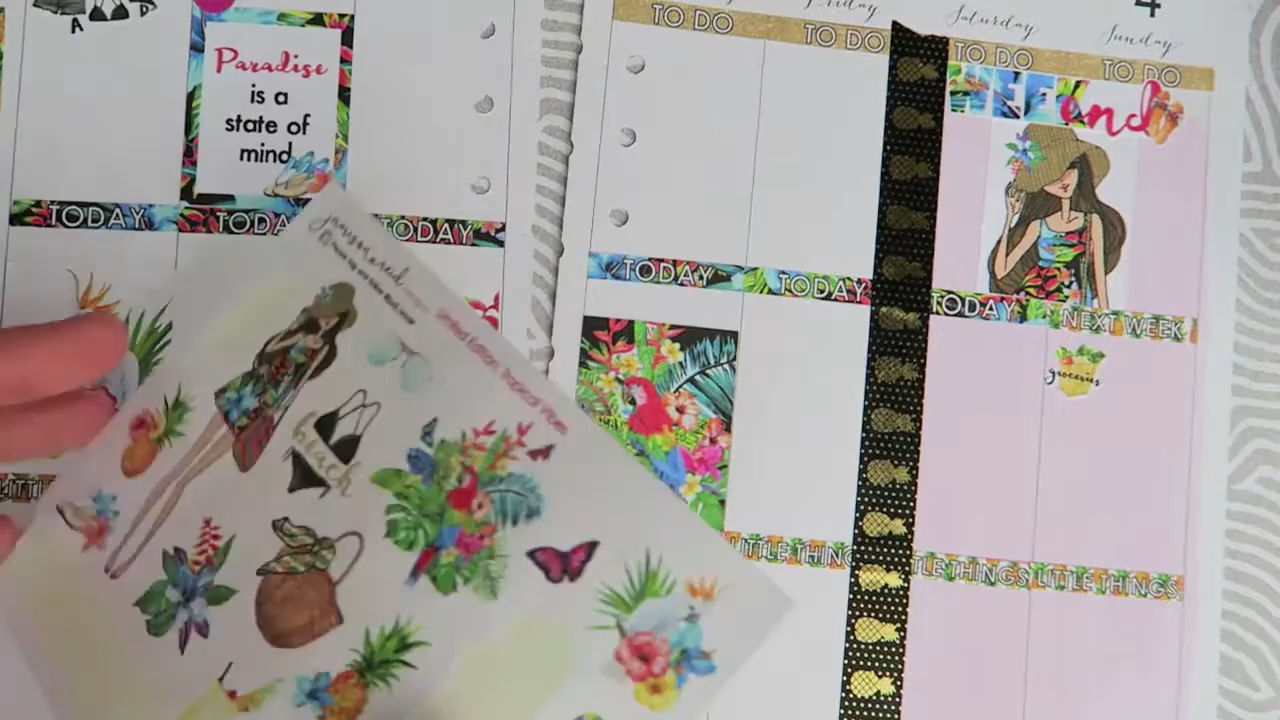 A
Paradise
is a
state of
mind
TODAY
TODAY
LITTLE
beach
Friday
Saturday
4
Sunday
TO DO
TO DO
TO DO
TO DO
WEEkend
TODAY
TODAY
TODAY
NEXT WEEK
groceries
LITTLE THINGS
LITTLE THINGS
LITTLE THINGS